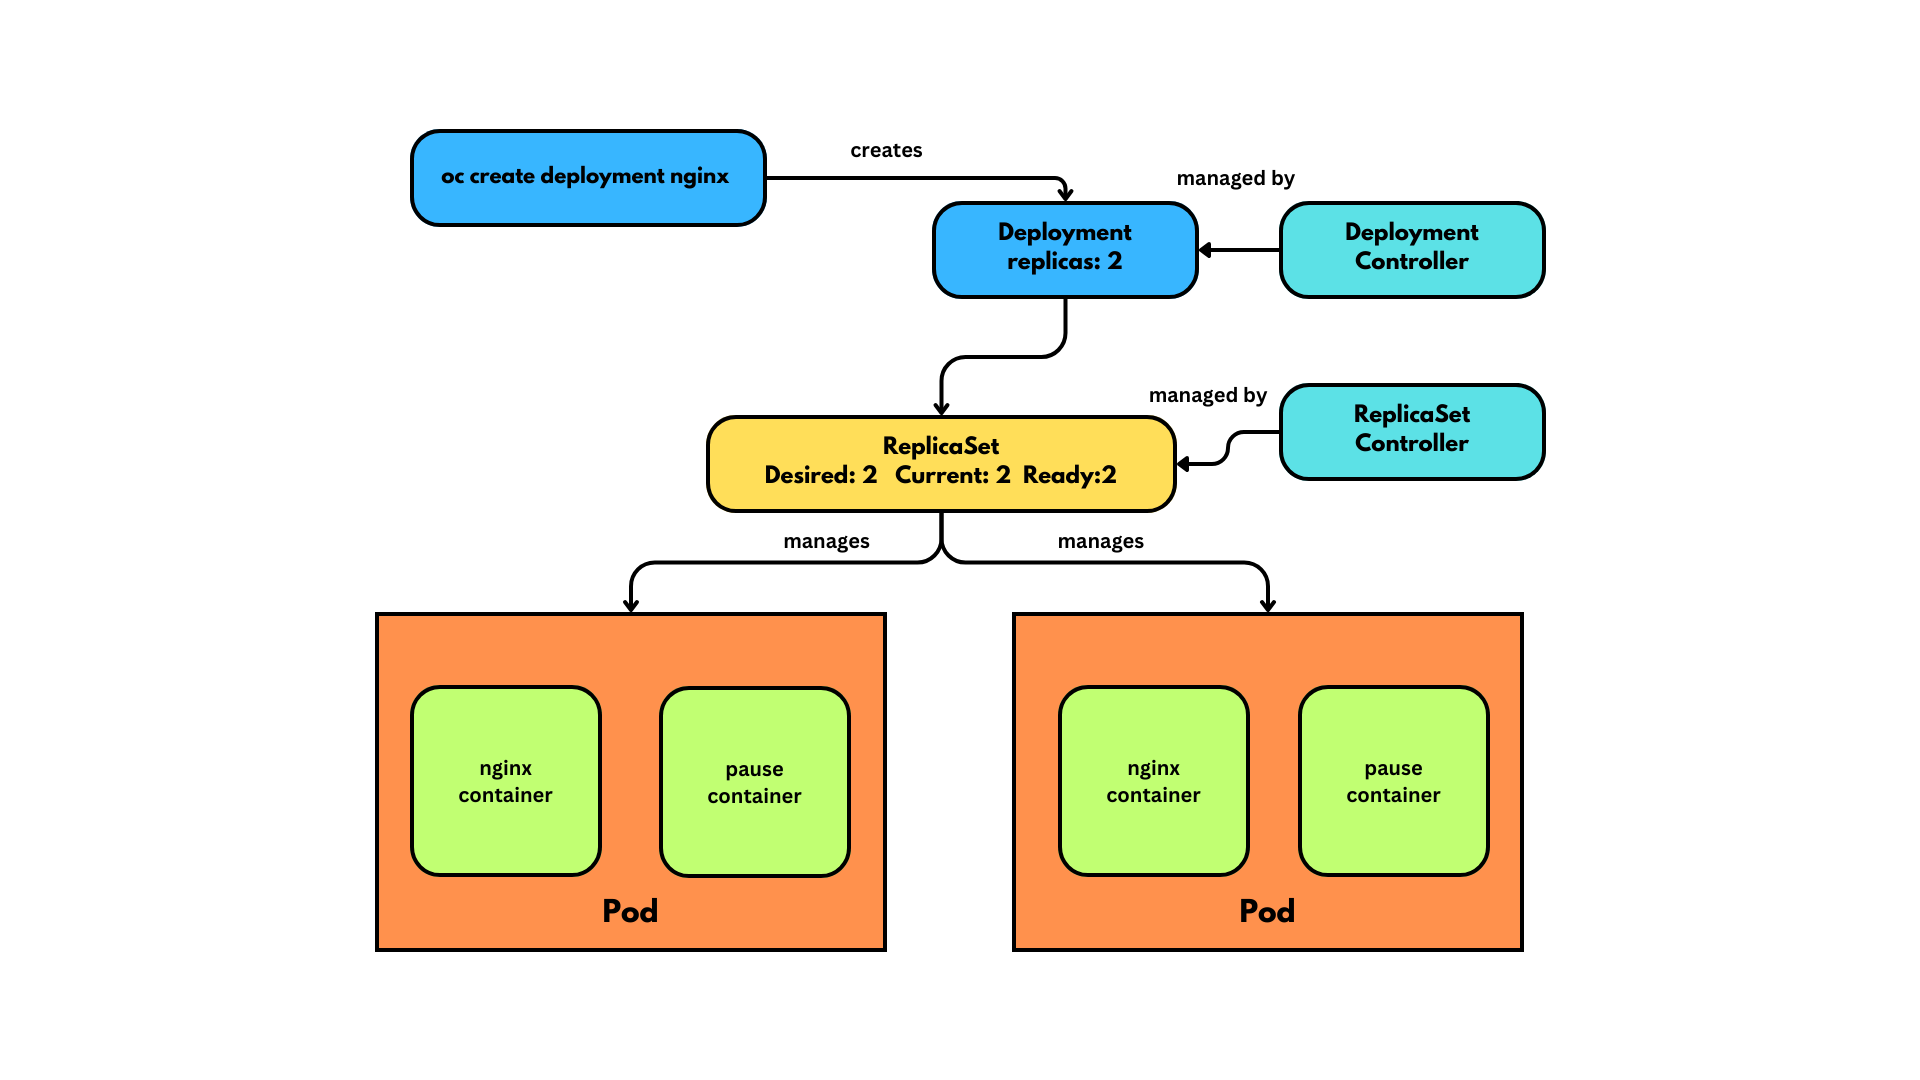 oc create deployment nginx
creates
managed by
Deployment
replicas: 2
Deployment
Controller
managed by
ReplicaSet
Controller
ReplicaSet
Desired: 2 Current: 2 Ready:2
manages
manages
nginx
container
pause
container
Pod
nginx
container
pause
container
Pod